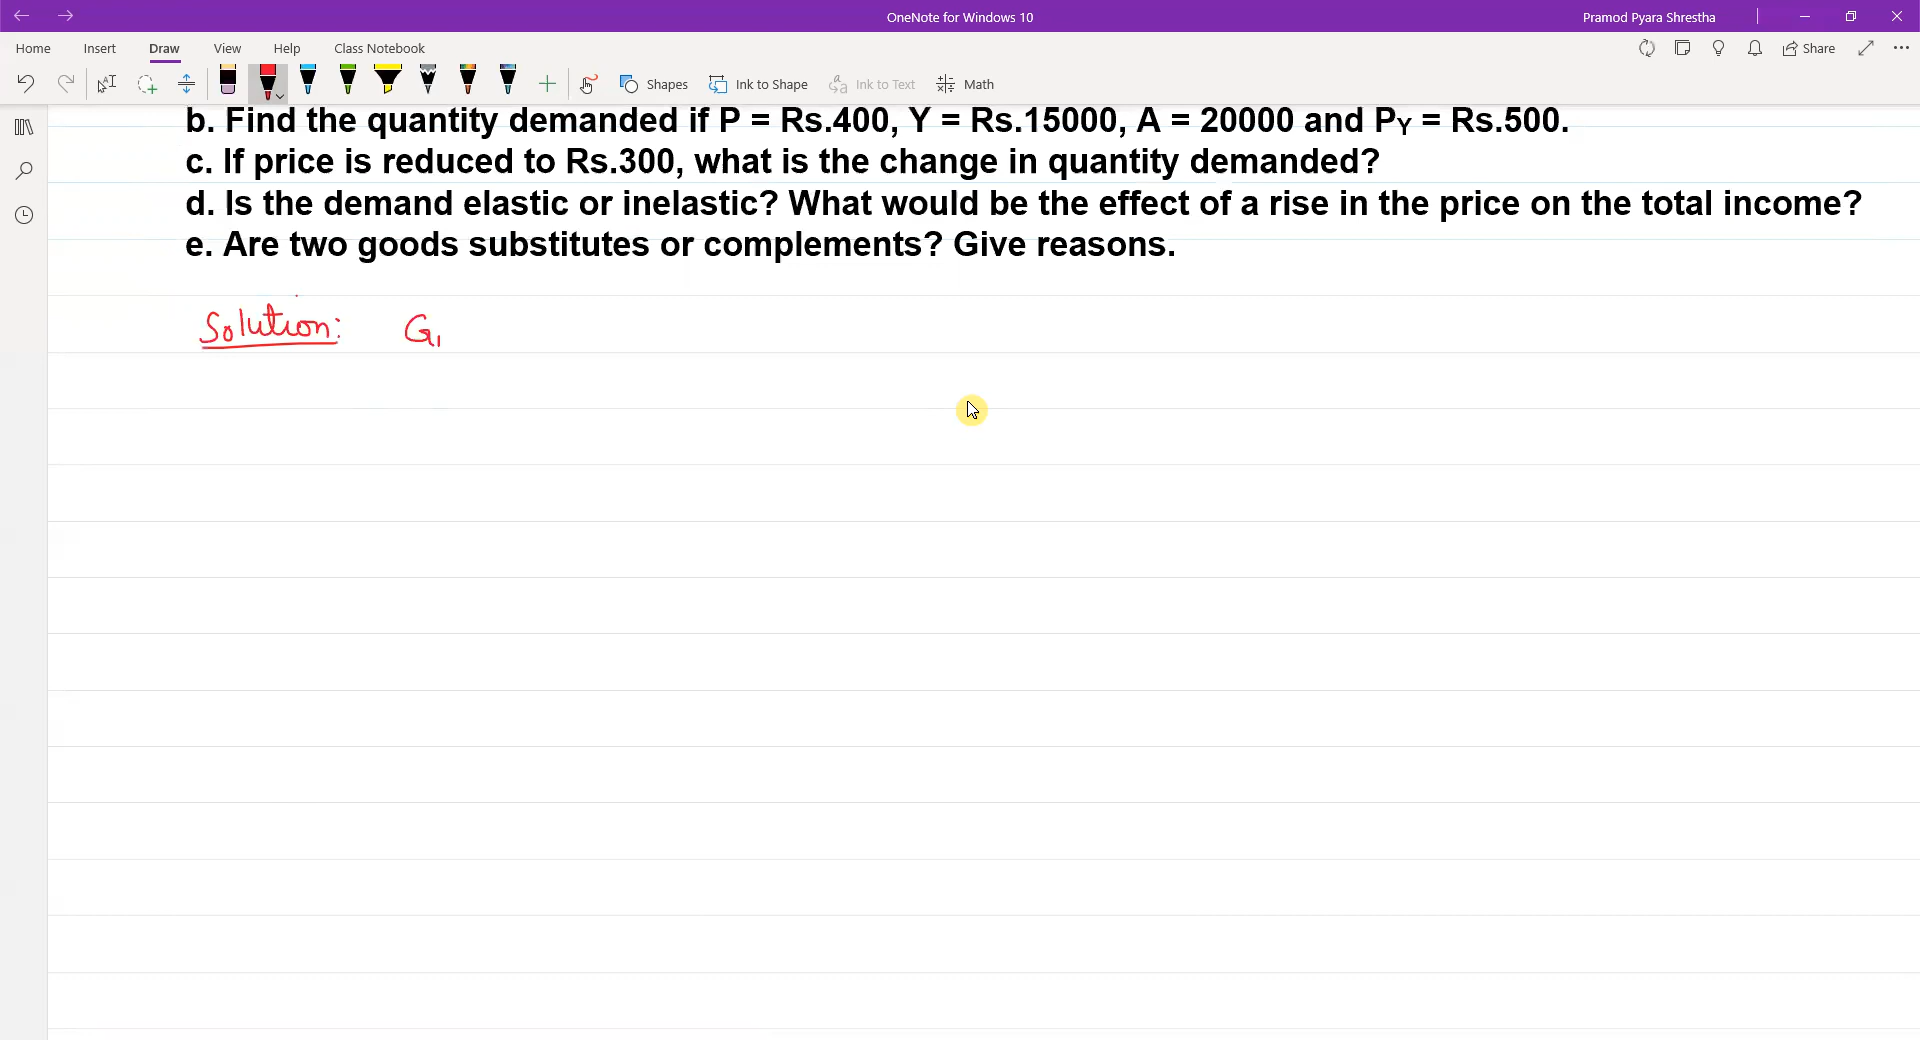 OneNote for Windows 10
Pramod Pyara Shrestha
Home Insert Draw View Help Class Notebook
Share
Shapes Ink to Shape Ink to Text Math
b. Find the quantity demanded if P = Rs.400, Y = Rs.15000, A = 20000 and PY = Rs.500.
c. If price is reduced to Rs.300, what is the change in quantity demanded?
d. Is the demand elastic or inelastic? What would be the effect of a rise in the price on the total income?
e. Are two goods substitutes or complements? Give reasons.
Solution: Gi